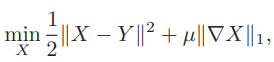 min_X 1/2 ‖X − Y‖² + μ‖∇X‖₁,